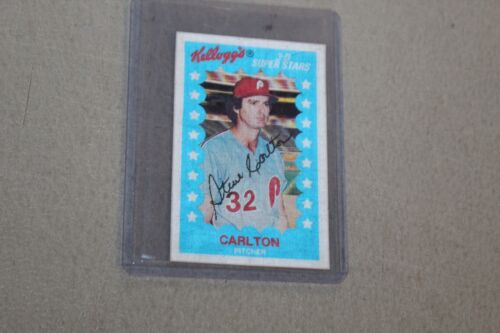 Kellogg's®
3-D
SUPER STARS
P
Steve Carlton
32 P
CARLTON
PITCHER